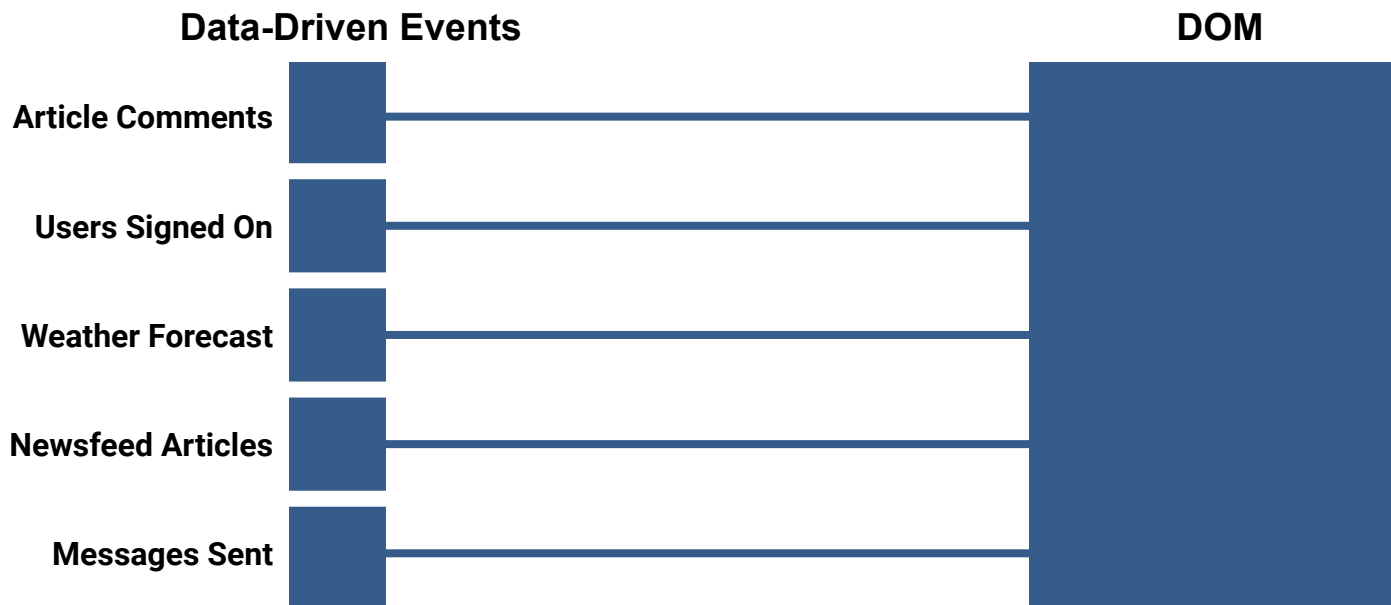 Data-Driven Events
DOM
Article Comments
Users Signed On
Weather Forecast
Newsfeed Articles
Messages Sent